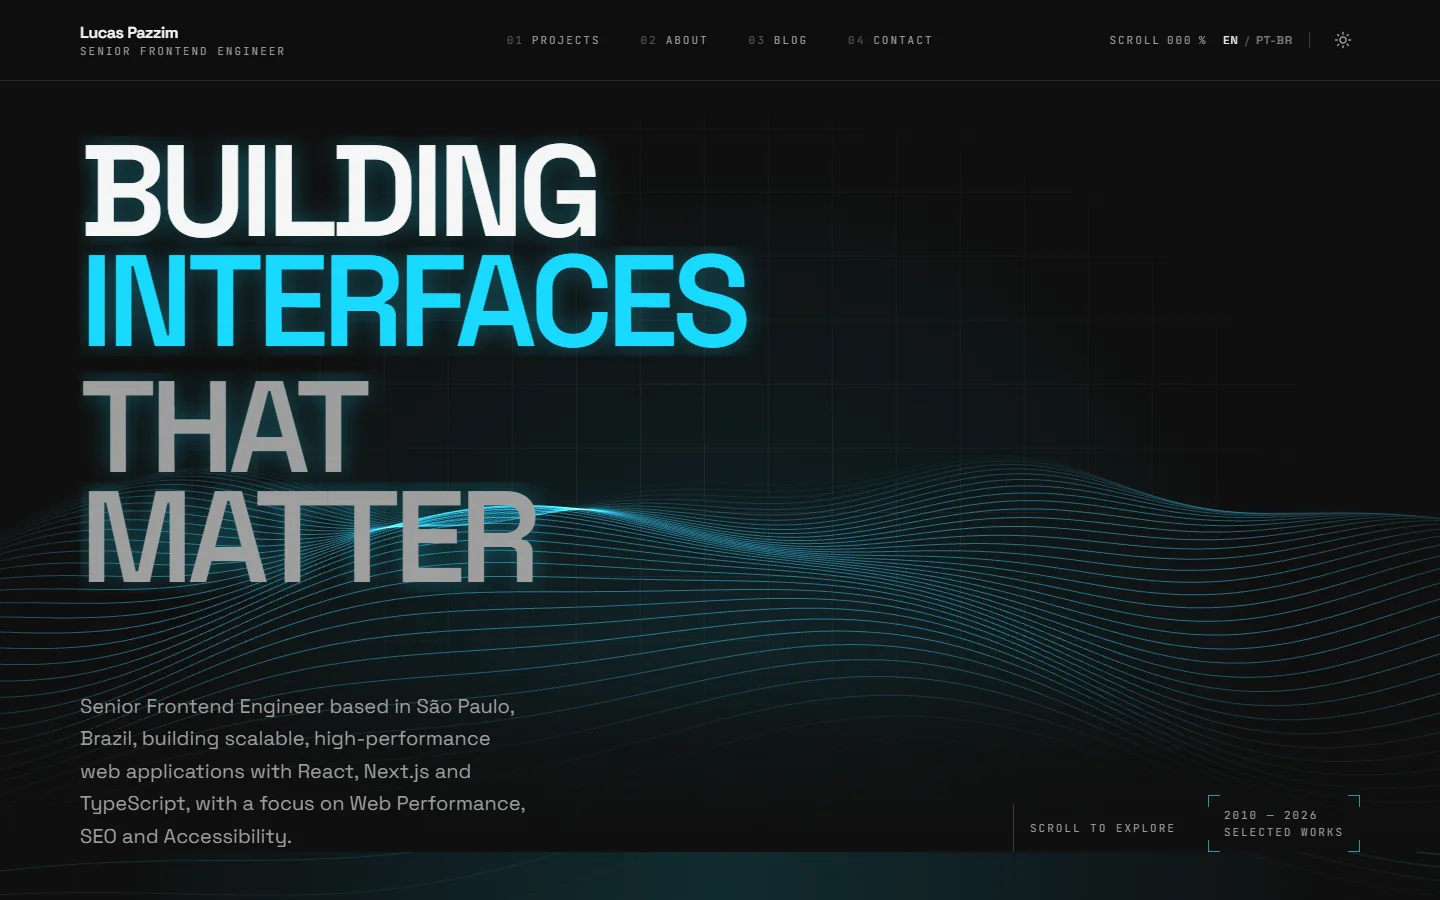 Lucas Pazzim
SENIOR FRONTEND ENGINEER
01 PROJECTS
02 ABOUT
03 BLOG
04 CONTACT
SCROLL 000 %
EN / PT-BR
BUILDING
INTERFACES
THAT
MATTER
Senior Frontend Engineer based in São Paulo,
Brazil, building scalable, high-performance
web applications with React, Next.js and
TypeScript, with a focus on Web Performance,
SEO and Accessibility.
SCROLL TO EXPLORE
2010 — 2026
SELECTED WORKS